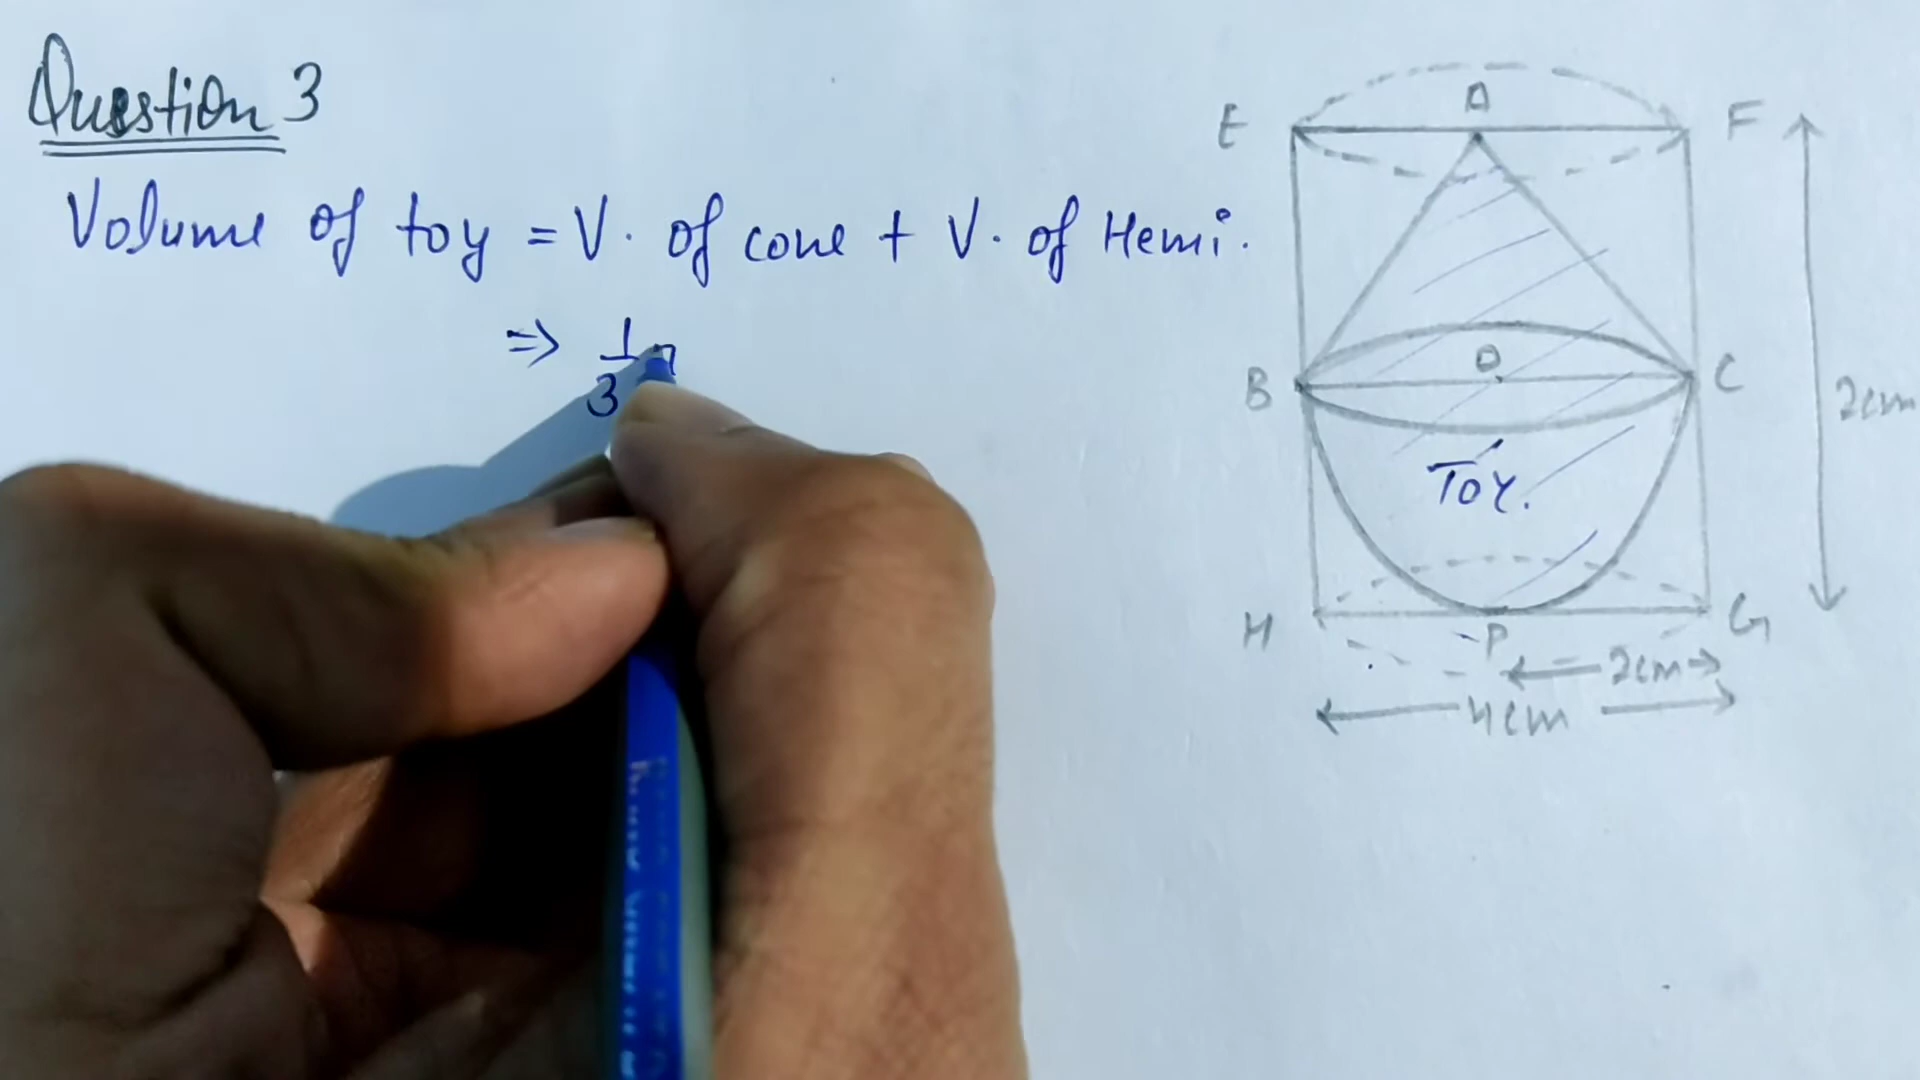 Question 3
Volume of toy = V. of cone + V. of Hemi.
⇒ 1/3 π
E A F
B O C
2cm
Toy.
H P G
2cm
4cm